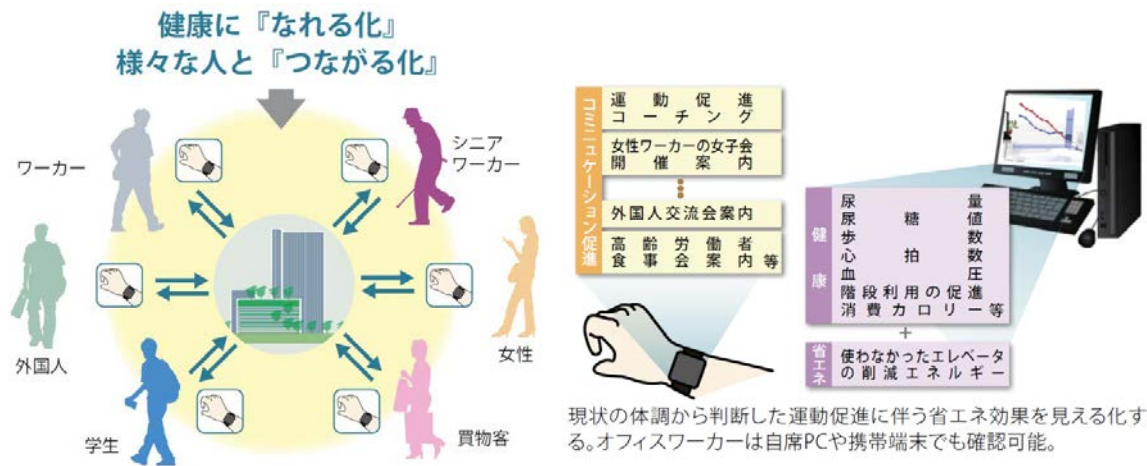 健康に『なれる化』
様々な人と『つながる化』
ワーカー
シニア
ワーカー
外国人
女性
学生
買物客
コミニュケーション促進
運動促進
コーチング
女性ワーカーの女子会
開催案内
外国人交流会案内
高齢労働者
食事会案内等
健康
尿量
尿糖値
歩数
心拍数
血圧
階段利用の促進
消費カロリー等
+
省エネ
使わなかったエレベータ
の削減エネルギー
現状の体調から判断した運動促進に伴う省エネ効果を見える化す
る。オフィスワーカーは自席PCや携帯端末でも確認可能。